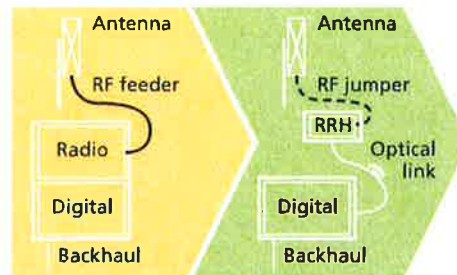 Antenna
RF feeder
Radio
Digital
Backhaul
Antenna
RF jumper
RRH
Optical
link
Digital
Backhaul